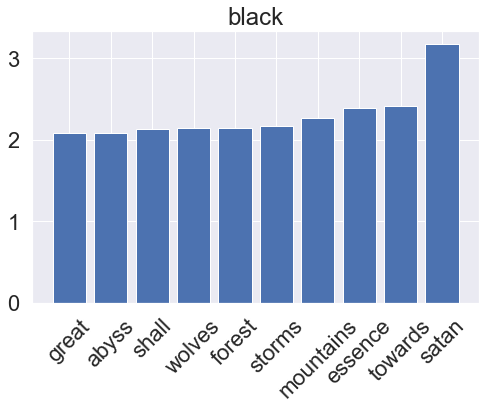 black
3
2
1
0
great
abyss
shall
wolves
forest
storms
mountains
essence
towards
satan